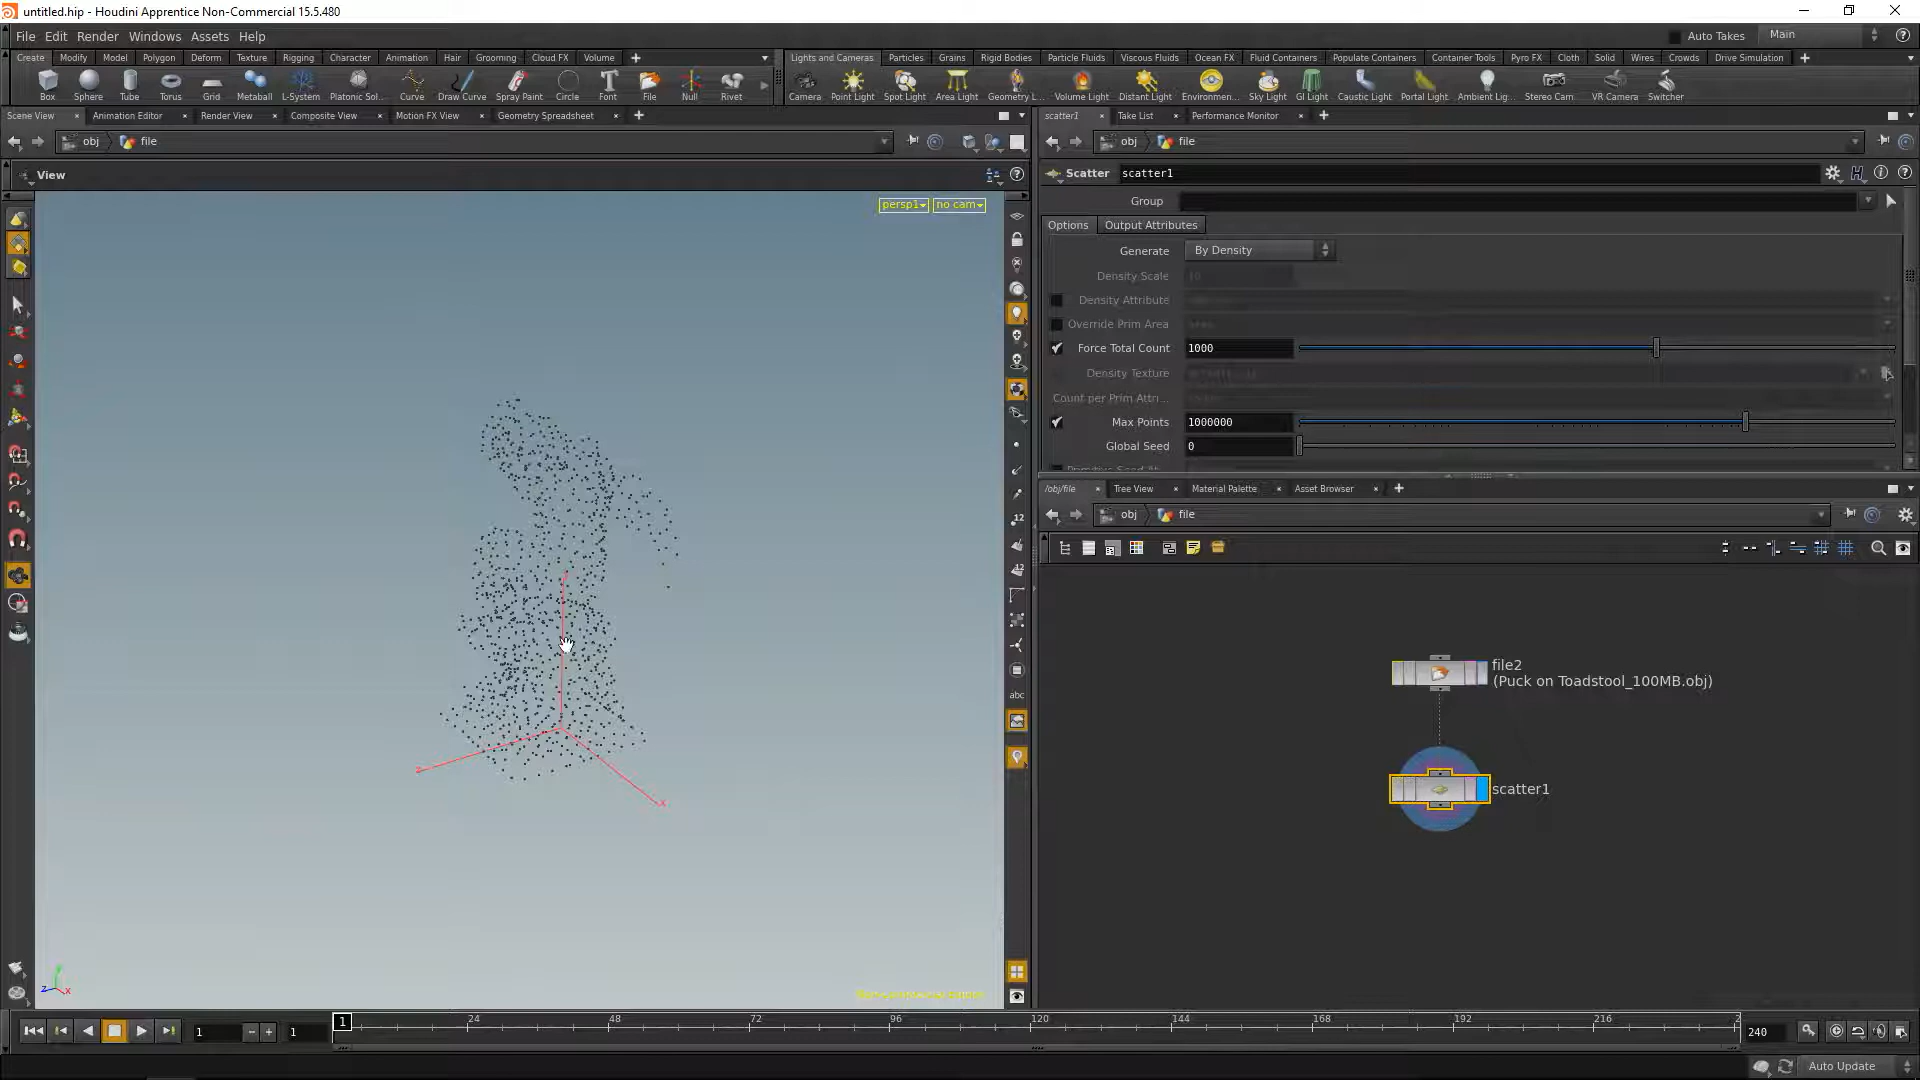 untitled.hip - Houdini Apprentice Non-Commercial 15.5.480
File Edit Render Windows Assets Help
Auto Takes Main
Create Modify Model Polygon Deform Texture Rigging Character Animation Hair Grooming Cloud FX Volume
Lights and Cameras Particles Grains Rigid Bodies Particle Fluids Viscous Fluids Ocean FX Fluid Containers Populate Containers Container Tools Pyro FX Cloth Solid Wires Crowds Drive Simulation
Box Sphere Tube Torus Grid Metaball L-System Platonic Sol... Curve Draw Curve Spray Paint Circle Font File Null Rivet
Camera Point Light Spot Light Area Light Geometry L... Volume Light Distant Light Environmen... Sky Light GI Light Caustic Light Portal Light Ambient Lig... Stereo Cam... VR Camera Switcher
Scene View Animation Editor Render View Composite View Motion FX View Geometry Spreadsheet
scatter1 Take List Performance Monitor
obj file
obj file
View
Scatter scatter1
Group
persp1 no cam
Options Output Attributes
Generate By Density
Density Scale 10
Density Attribute
Override Prim Area
Force Total Count 1000
Density Texture
Count per Prim Attri...
Max Points 1000000
Global Seed 0
/obj/file Tree View Material Palette Asset Browser
obj file
12
12
abc
file2
(Puck on Toadstool_100MB.obj)
scatter1
z
x
y
z x
1 1 1 24 48 72 96 120 144 168 192 216 2 240
Auto Update